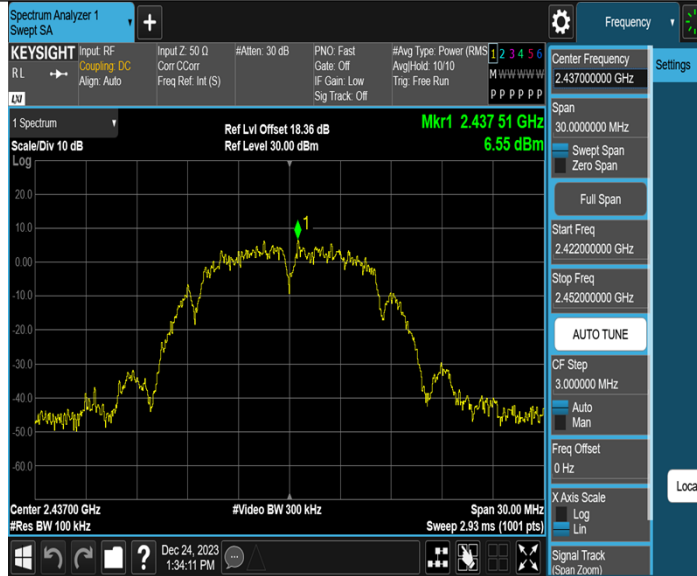 Spectrum Analyzer 1
Swept SA
Frequency
KEYSIGHT
Input: RF
Coupling: DC
Align: Auto
Input Z: 50 Ω
Corr CCorr
Freq Ref: Int (S)
#Atten: 30 dB
PNO: Fast
Gate: Off
IF Gain: Low
Sig Track: Off
#Avg Type: Power (RMS
Avg|Hold: 10/10
Trig: Free Run
1 2 3 4 5 6
M W W W W W
P P P P P P
R L
LXI
1 Spectrum
Scale/Div 10 dB
Log
Ref Lvl Offset 18.36 dB
Ref Level 30.00 dBm
Mkr1 2.437 51 GHz
6.55 dBm
20.0
10.0
0.00
-10.0
-20.0
-30.0
-40.0
-50.0
-60.0
1
Center 2.43700 GHz
#Res BW 100 kHz
#Video BW 300 kHz
Span 30.00 MHz
Sweep 2.93 ms (1001 pts)
?
Dec 24, 2023
1:34:11 PM
Center Frequency
2.437000000 GHz
Span
30.0000000 MHz
Swept Span
Zero Span
Full Span
Start Freq
2.422000000 GHz
Stop Freq
2.452000000 GHz
AUTO TUNE
CF Step
3.000000 MHz
Auto
Man
Freq Offset
0 Hz
X Axis Scale
Log
Lin
Signal Track
(Span Zoom)
Settings
Loca